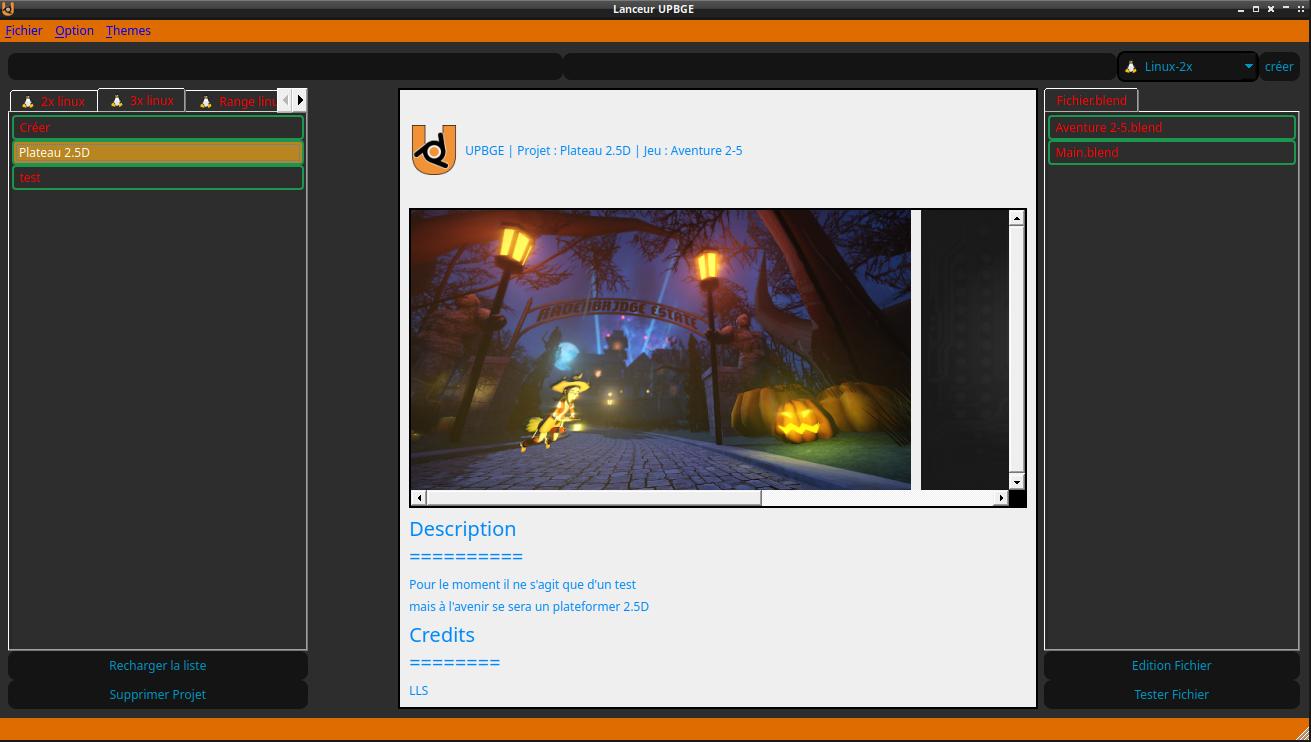 Lanceur UPBGE
Fichier Option Themes
Linux-2x créer
2x linux 3x linux Range linu
Créer
Plateau 2.5D
test
UPBGE | Projet : Plateau 2.5D | Jeu : Aventure 2-5
Fichier.blend
Aventure 2-5.blend
Main.blend
Description
==========
Pour le moment il ne s'agit que d'un test
mais à l'avenir se sera un plateformer 2.5D
Credits
========
LLS
Recharger la liste
Supprimer Projet
Edition Fichier
Tester Fichier